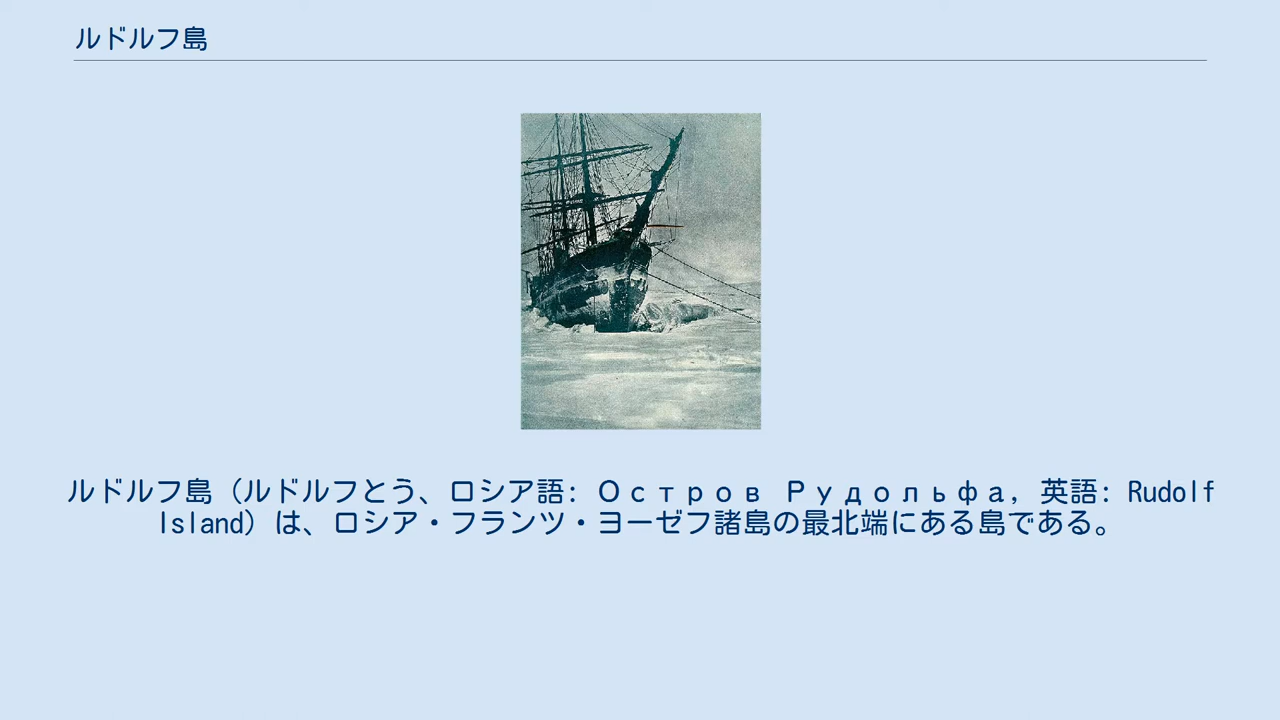 ルドルフ島
ルドルフ島（ルドルフとう、ロシア語: Остров Рудольфа, 英語: Rudolf
Island）は、ロシア・フランツ・ヨーゼフ諸島の最北端にある島である。